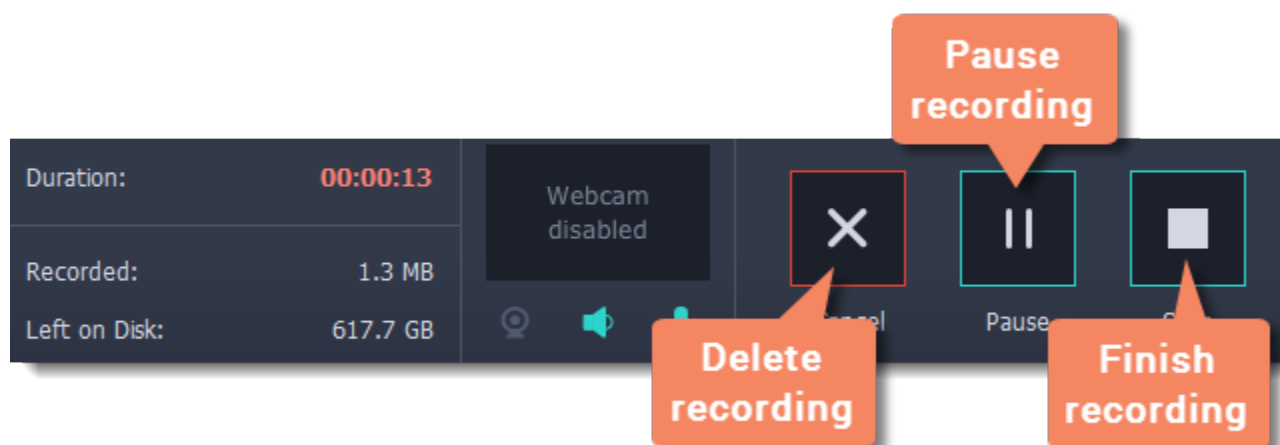 Pause
recording
Duration: 00:00:13
Webcam
disabled
Recorded: 1.3 MB
Left on Disk: 617.7 GB
Pause
Delete
recording
Finish
recording